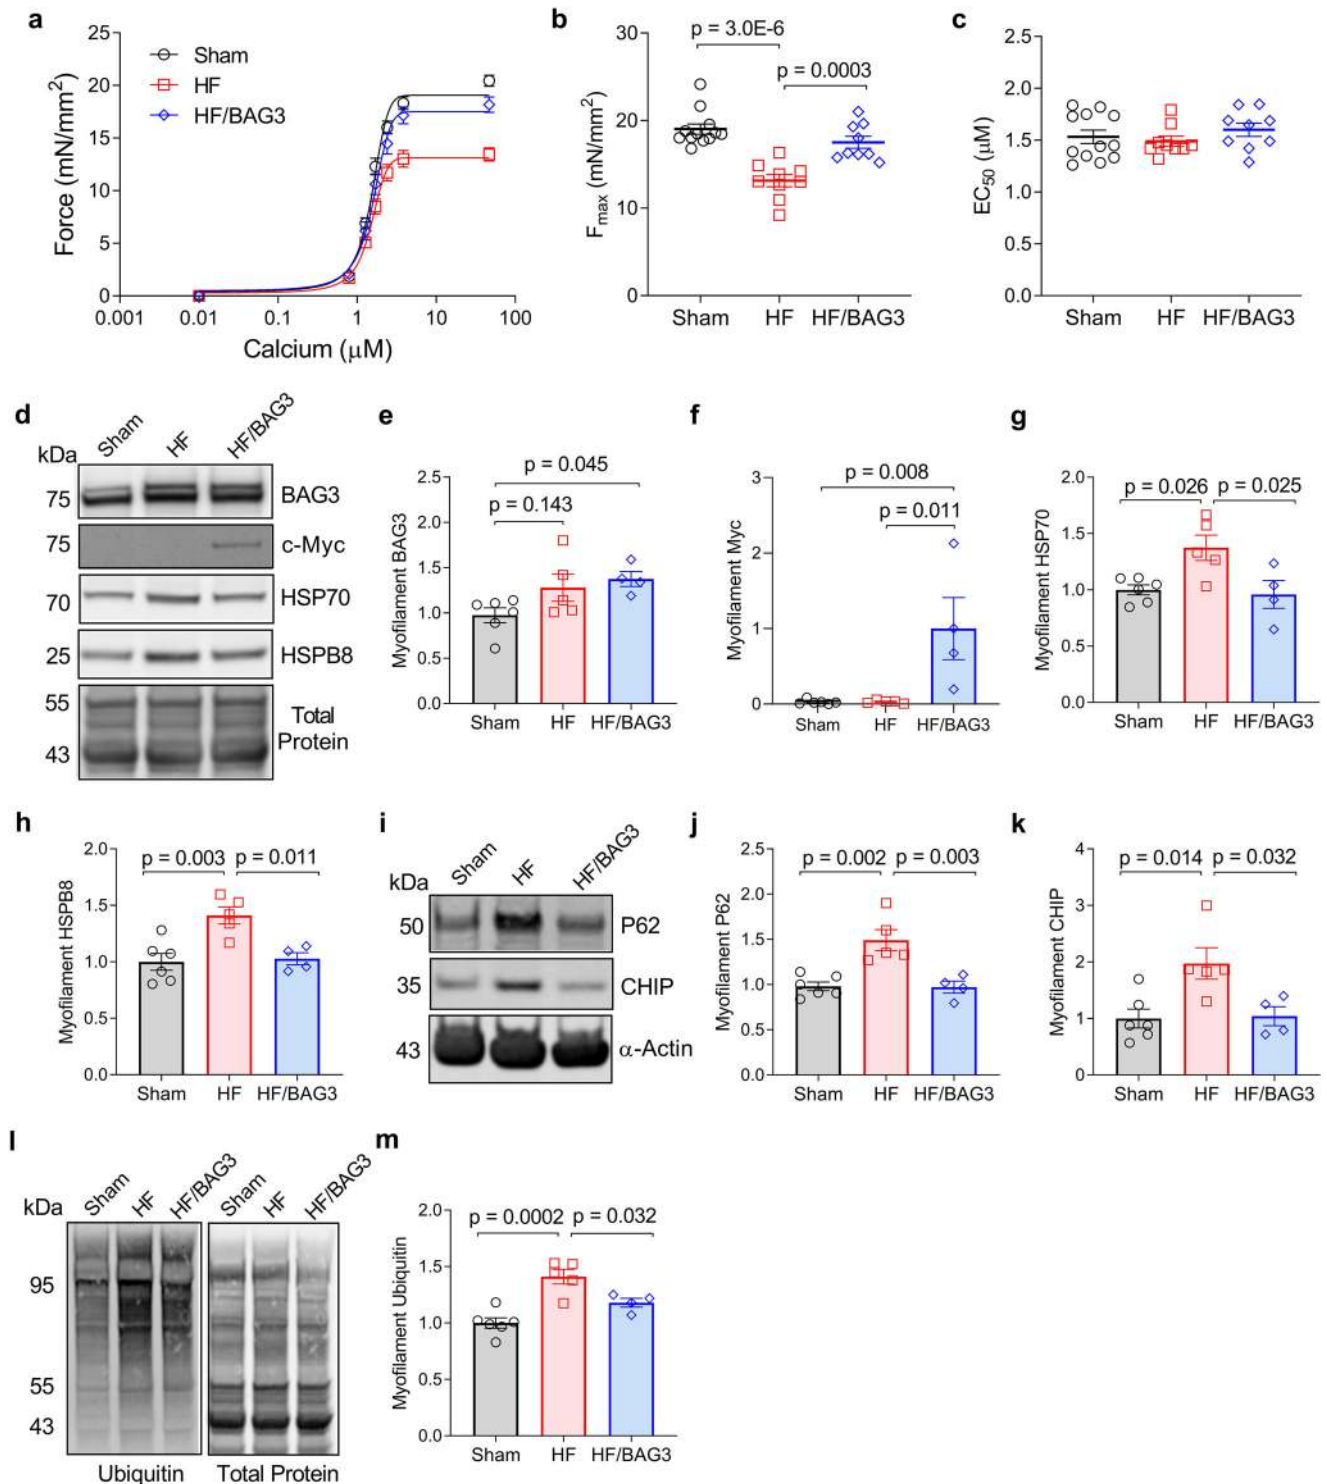 a
Force (mN/mm²)
25
20
15
10
5
0
Sham
HF
HF/BAG3
0.001 0.01 0.1 1 10 100
Calcium (μM)
b
p = 3.0E-6
p = 0.0003
Fmax (mN/mm²)
30
20
10
0
Sham HF HF/BAG3
c
EC50 (μM)
2.5
2.0
1.5
1.0
0.5
0.0
Sham HF HF/BAG3
d
kDa
Sham HF HF/BAG3
75 BAG3
75 c-Myc
70 HSP70
25 HSPB8
55
Total
Protein
43
e
p = 0.045
p = 0.143
Myofilament BAG3
2.5
2.0
1.5
1.0
0.5
0.0
Sham HF HF/BAG3
f
p = 0.008
p = 0.011
Myofilament Myc
3
2
1
0
Sham HF HF/BAG3
g
p = 0.026 p = 0.025
Myofilament HSP70
2.0
1.5
1.0
0.5
0.0
Sham HF HF/BAG3
h
p = 0.003 p = 0.011
Myofilament HSPB8
2.0
1.5
1.0
0.5
0.0
Sham HF HF/BAG3
i
kDa
Sham HF HF/BAG3
50 P62
35 CHIP
43 α-Actin
j
p = 0.002 p = 0.003
Myofilament P62
2.5
2.0
1.5
1.0
0.5
0.0
Sham HF HF/BAG3
k
p = 0.014 p = 0.032
Myofilament CHIP
4
3
2
1
0
Sham HF HF/BAG3
l
kDa
Sham HF HF/BAG3 Sham HF HF/BAG3
95
55
43
Ubiquitin Total Protein
m
p = 0.0002 p = 0.032
Myofilament Ubiquitin
2.0
1.5
1.0
0.5
0.0
Sham HF HF/BAG3